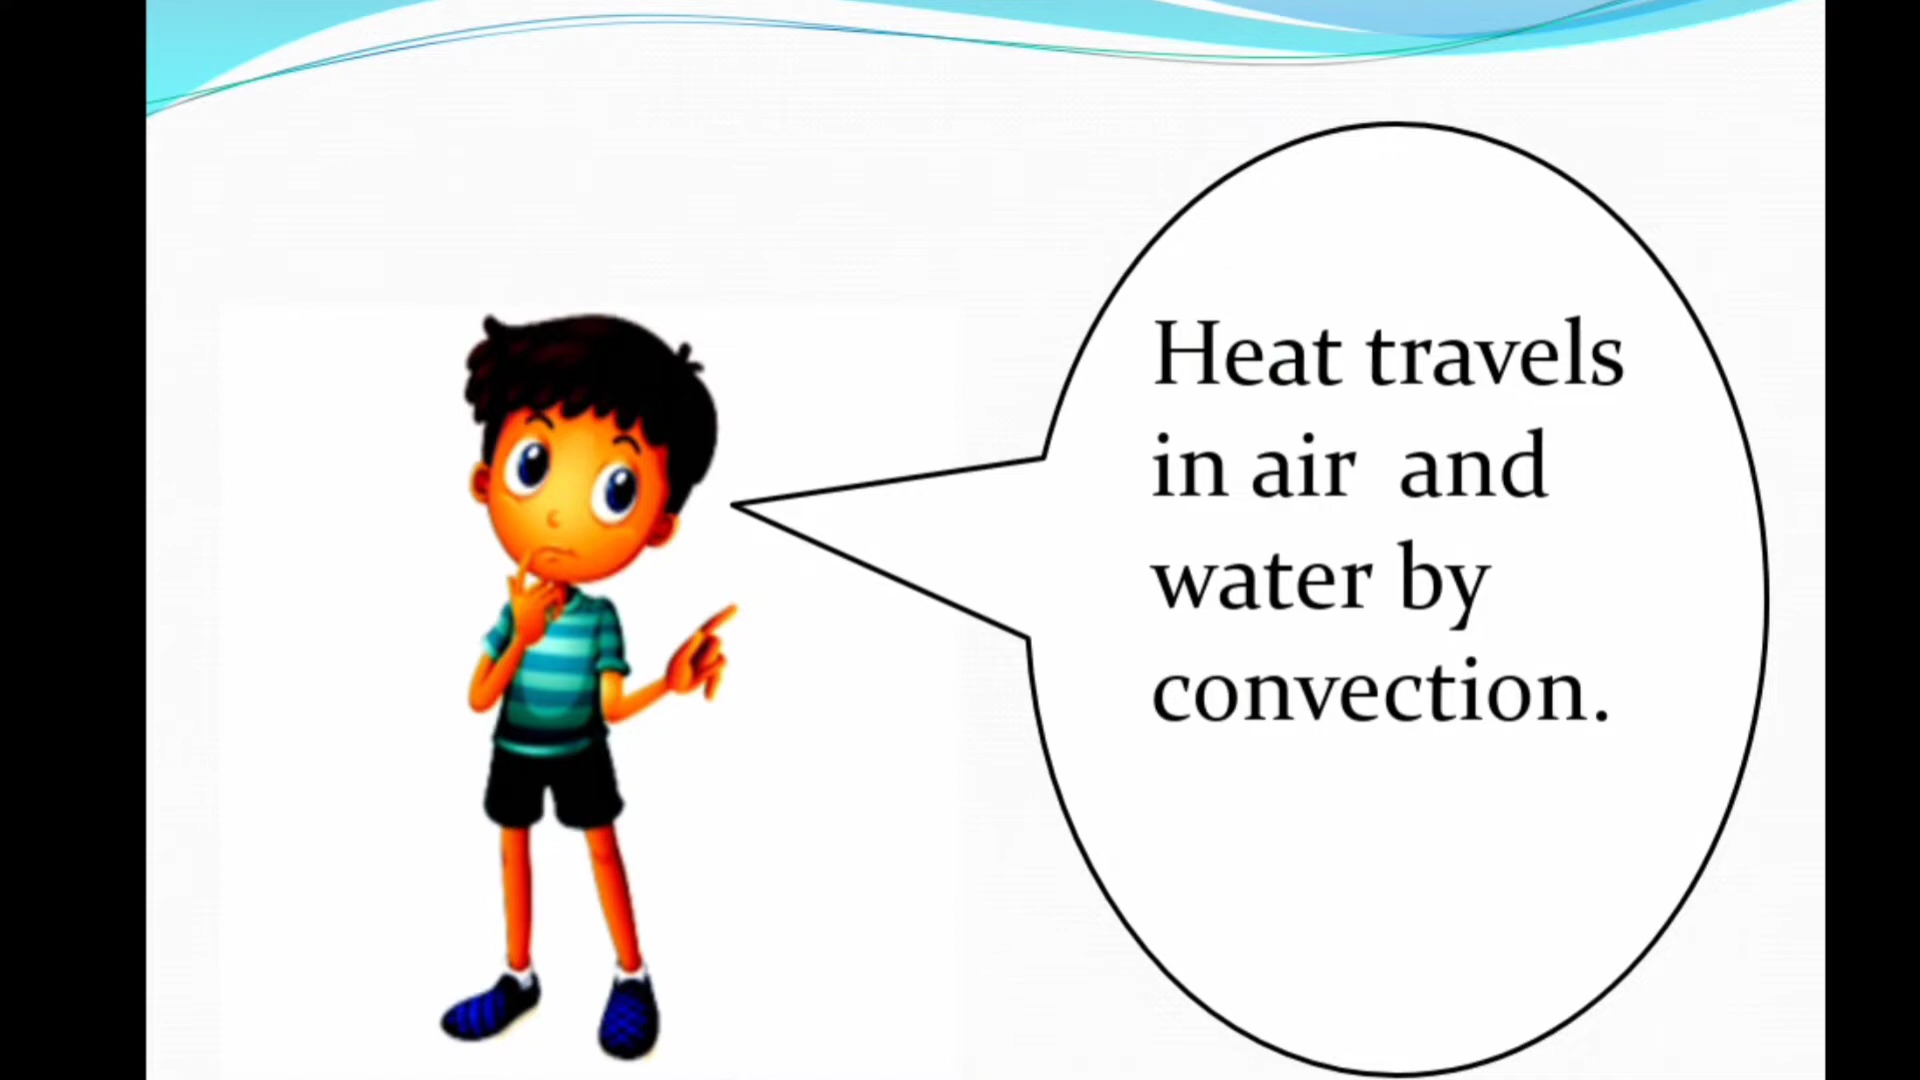 Heat travels
in air and
water by
convection.